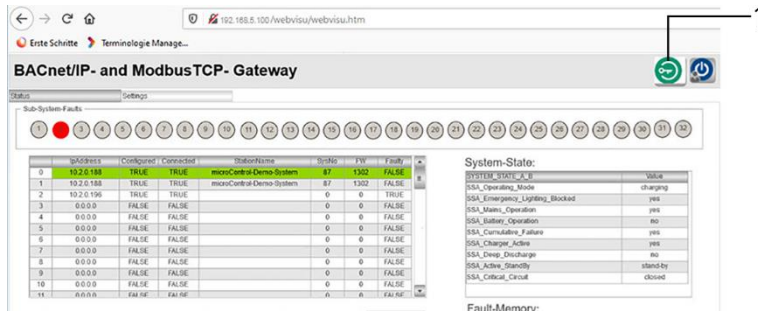 1
192.168.5.100/webvisu/webvisu.htm
Erste Schritte Terminologie Manage...
BACnet/IP- and ModbusTCP- Gateway
Status Settings
Sub-System-Faults
1 3 4 5 6 7 8 9 10 11 12 13 14 15 16 17 18 19 20 21 22 23 24 25 26 27 28 29 30 31 32
IpAddress Configured Connected StationName SysNo FW Faulty
0 10.2.0.188 TRUE TRUE microControl-Demo-System 87 1302 FALSE
1 10.2.0.188 TRUE TRUE microControl-Demo-System 87 1302 FALSE
2 10.2.0.196 TRUE TRUE 0 0 TRUE
3 0.0.0.0 FALSE FALSE 0 0 FALSE
4 0.0.0.0 FALSE FALSE 0 0 FALSE
5 0.0.0.0 FALSE FALSE 0 0 FALSE
6 0.0.0.0 FALSE FALSE 0 0 FALSE
7 0.0.0.0 FALSE FALSE 0 0 FALSE
8 0.0.0.0 FALSE FALSE 0 0 FALSE
9 0.0.0.0 FALSE FALSE 0 0 FALSE
10 0.0.0.0 FALSE FALSE 0 0 FALSE
11 0.0.0.0 FALSE FALSE 0 0 FALSE
System-State:
SYSTEM_STATE_A_B Value
SSA_Operating_Mode charging
SSA_Emergency_Lighting_Blocked yes
SSA_Mains_Operation yes
SSA_Battery_Operation no
SSA_Cumulative_Failure yes
SSA_Charger_Active yes
SSA_Deep_Discharge no
SSA_Active_StandBy stand-by
SSA_Critical_Circuit closed
Fault-Memory: